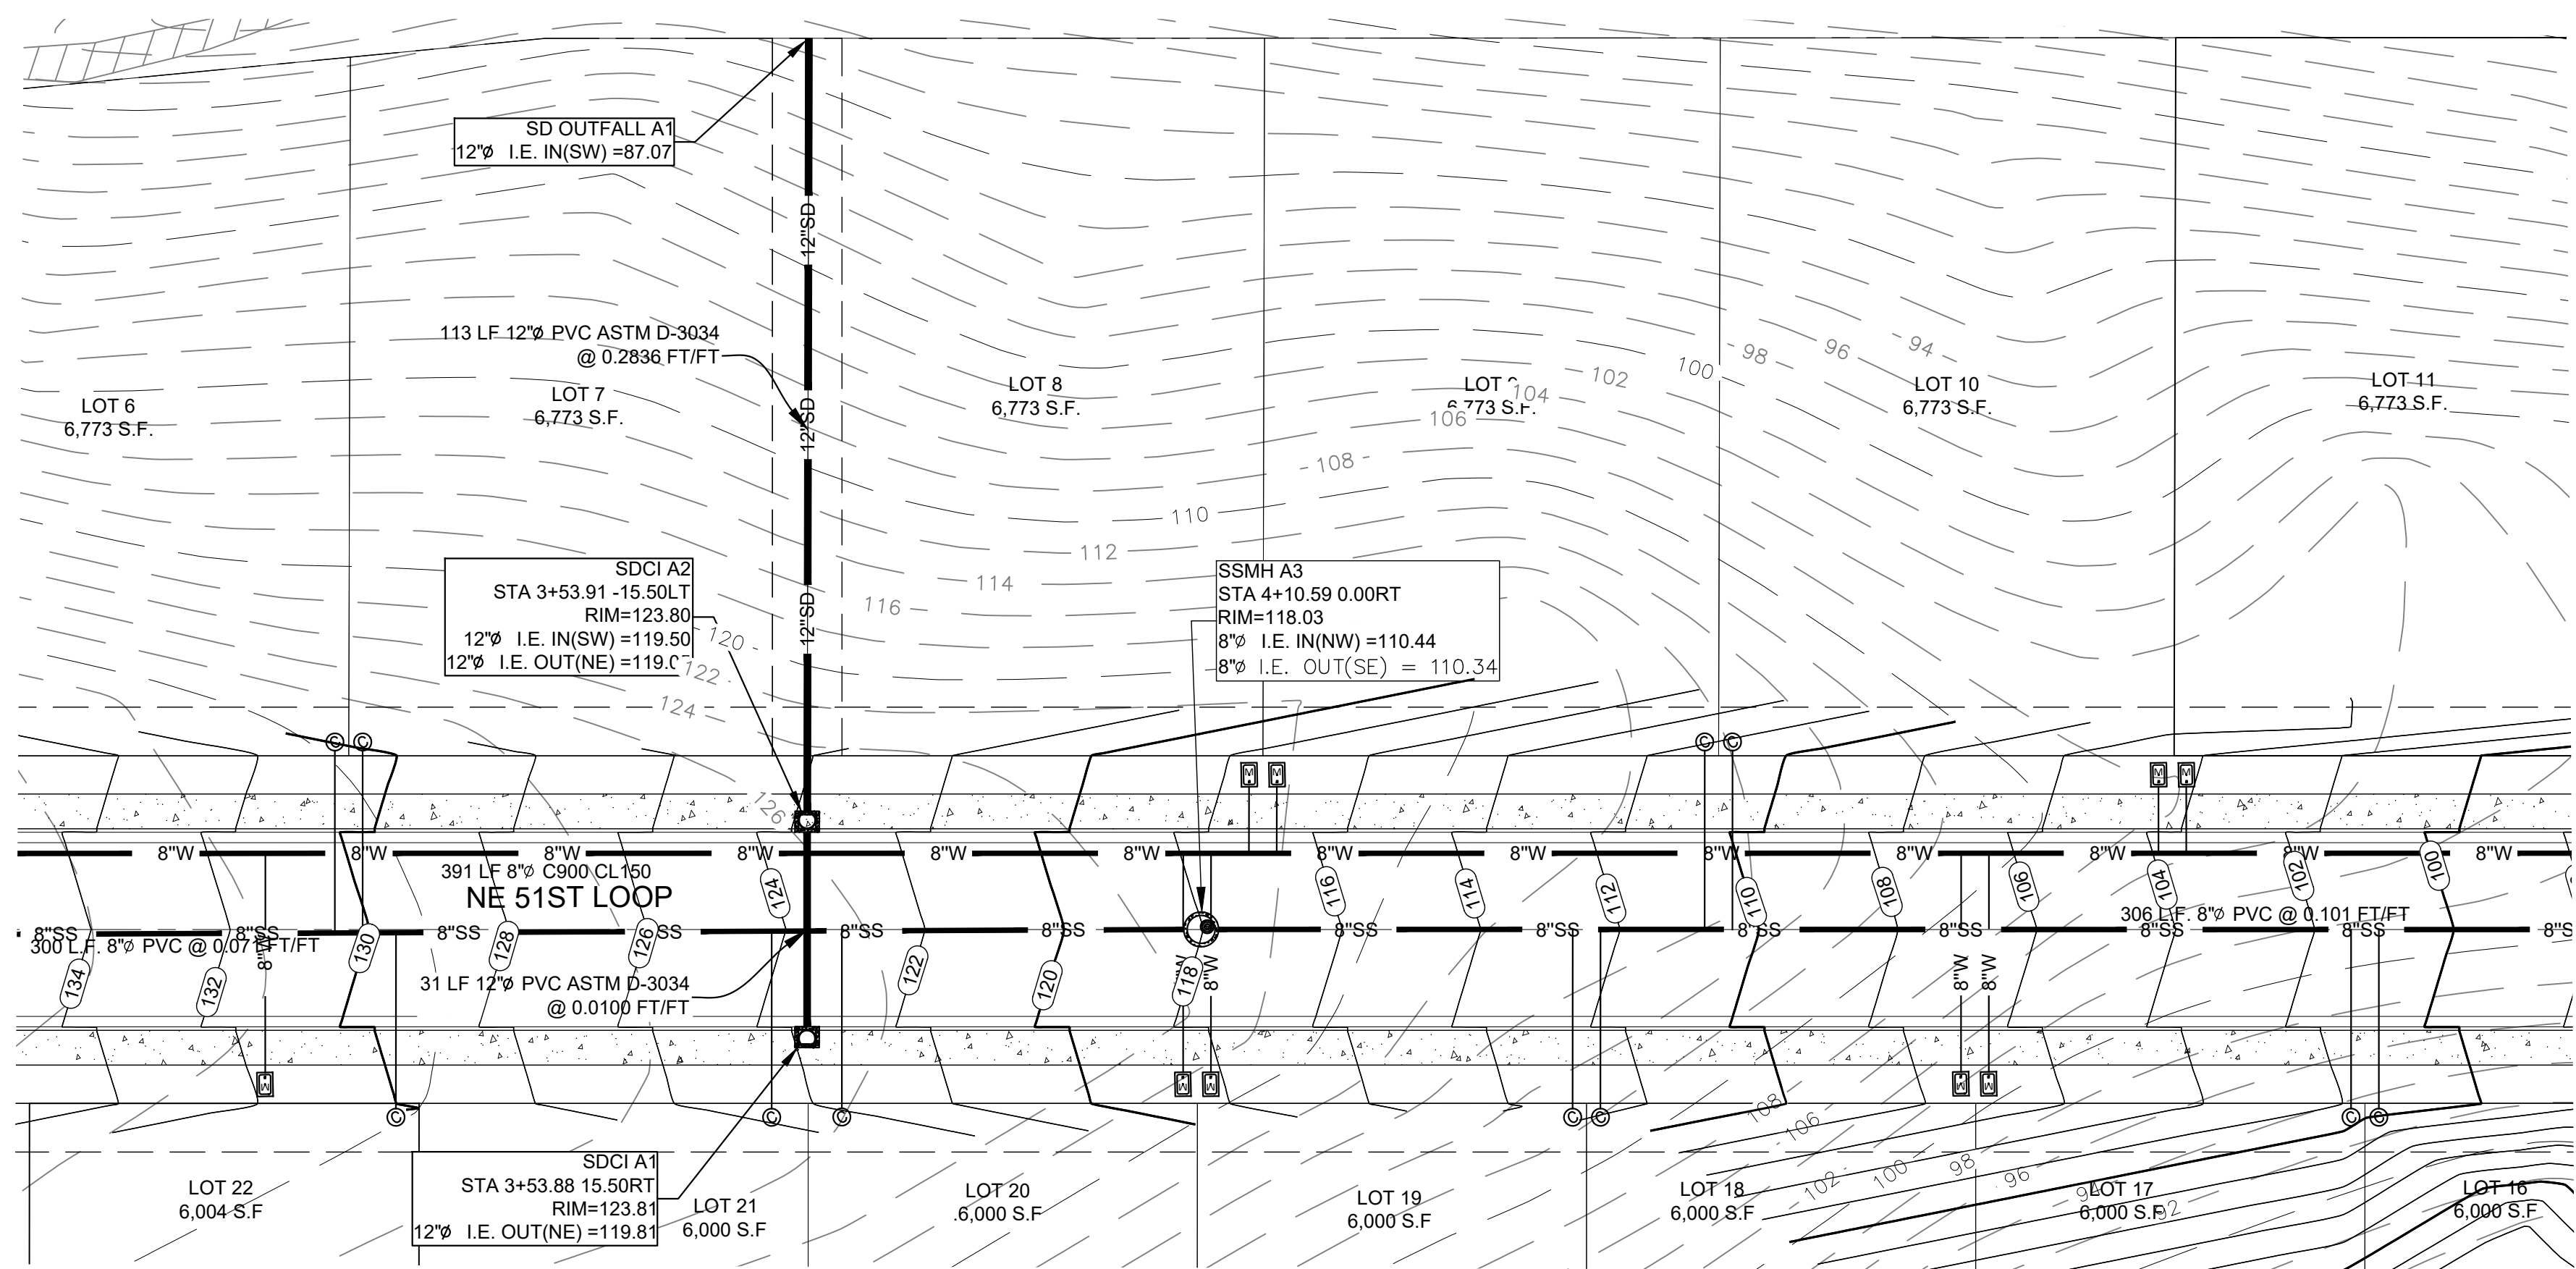 SD OUTFALL A1
12"Ø I.E. IN(SW) =87.07
12"SD
113 LF 12"Ø PVC ASTM D-3034
@ 0.2836 FT/FT
12"SD
LOT 6
6,773 S.F.
LOT 7
6,773 S.F.
LOT 8
6,773 S.F.
LOT
6,773 S.F.
LOT 10
6,773 S.F.
LOT 11
6,773 S.F.
94
96
98
100
102
104
106
108
110
112
114
116
120
122
124
126
12"SD
SDCI A2
STA 3+53.91 -15.50LT
RIM=123.80
12"Ø I.E. IN(SW) =119.50
12"Ø I.E. OUT(NE)
SSMH A3
STA 4+10.59 0.00RT
RIM=118.03
8"Ø I.E. IN(NW) =110.44
8"Ø I.E. OUT(SE) = 110.34
C C
C C
M M
M M
8"W 8"W 8"W 8"W 8"W 8"W 8"W 8"W 8"W 8"W 8"W 8"W 8"W
391 LF 8"Ø C900 CL150
NE 51ST LOOP
124
116
114
112
110
108
106
104
102
100
306 L.F. 8"Ø PVC @ 0.101 FT/FT
8"SS 8"SS 8"SS SS 8"SS 8"SS 8"SS 8"SS 8"SS 8"SS 8"SS 8"SS
300 L.F. 8"Ø PVC @ 0.071 FT/FT
8"W
134
132
130
128
126
122
120
118
8"W
8"W
8"W
31 LF 12"Ø PVC ASTM D-3034
@ 0.0100 FT/FT
M
M M
M M
C
C
C
C C
C C
SDCI A1
STA 3+53.88 15.50RT
RIM=123.81
12"Ø I.E. OUT(NE) =119.81
LOT 22
6,004 S.F
LOT 21
6,000 S.F
LOT 20
.6,000 S.F
LOT 19
6,000 S.F
LOT 18
6,000 S.F
LOT 17
6,000 S.F
LOT 16
6,000 S.F
108
106
102
100
98
96
92